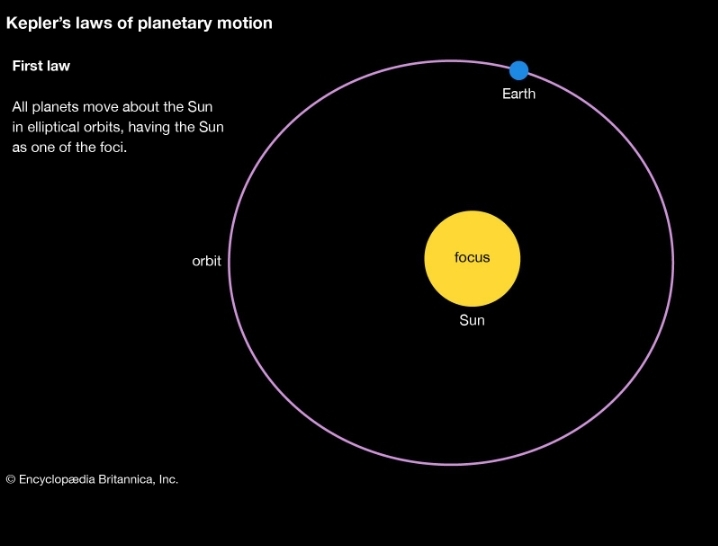 Kepler's laws of planetary motion
First law
All planets move about the Sun
in elliptical orbits, having the Sun
as one of the foci.
Earth
orbit
focus
Sun
© Encyclopædia Britannica, Inc.